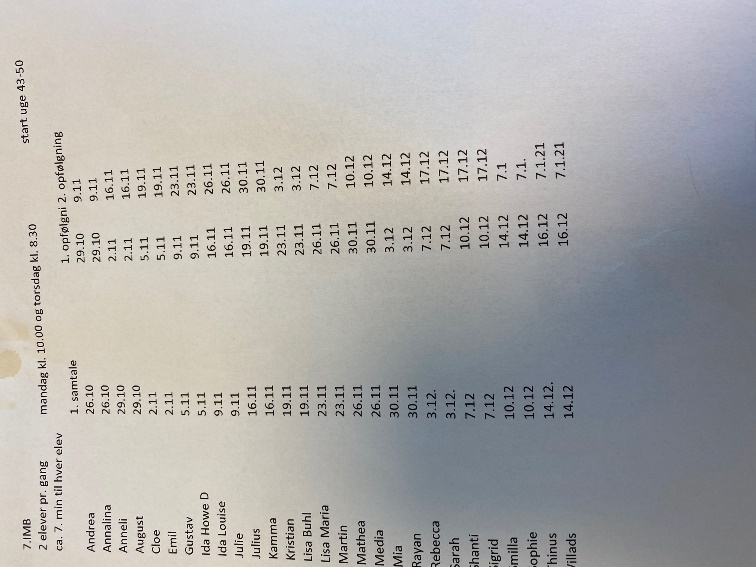 7.IMB start uge 43-50
2 elever pr. gang mandag kl. 10.00 og torsdag kl. 8.30
ca. 7. min til hver elev
1. samtale 1. opfølgni 2. opfølgning
Andrea 26.10 29.10 9.11
Annalina 26.10 29.10 9.11
Anneli 29.10 2.11 16.11
August 29.10 2.11 16.11
Cloe 2.11 5.11 19.11
Emil 2.11 5.11 19.11
Gustav 5.11 9.11 23.11
Ida Howe D 5.11 9.11 23.11
Ida Louise 9.11 16.11 26.11
Julie 9.11 16.11 26.11
Julius 16.11 19.11 30.11
Kamma 16.11 19.11 30.11
Kristian 19.11 23.11 3.12
Lisa Buhl 19.11 23.11 3.12
Lisa Maria 23.11 26.11 7.12
Martin 23.11 26.11 7.12
Mathea 26.11 30.11 10.12
Media 26.11 30.11 10.12
Mia 30.11 3.12 14.12
Rayan 30.11 3.12 14.12
Rebecca 3.12. 7.12 17.12
Sarah 3.12. 7.12 17.12
Shanti 7.12 10.12 17.12
Sigrid 7.12 10.12 17.12
Smilla 10.12 14.12 7.1
Sophie 10.12 14.12 7.1.
Thinus 14.12. 16.12 7.1.21
Villads 14.12 16.12 7.1.21